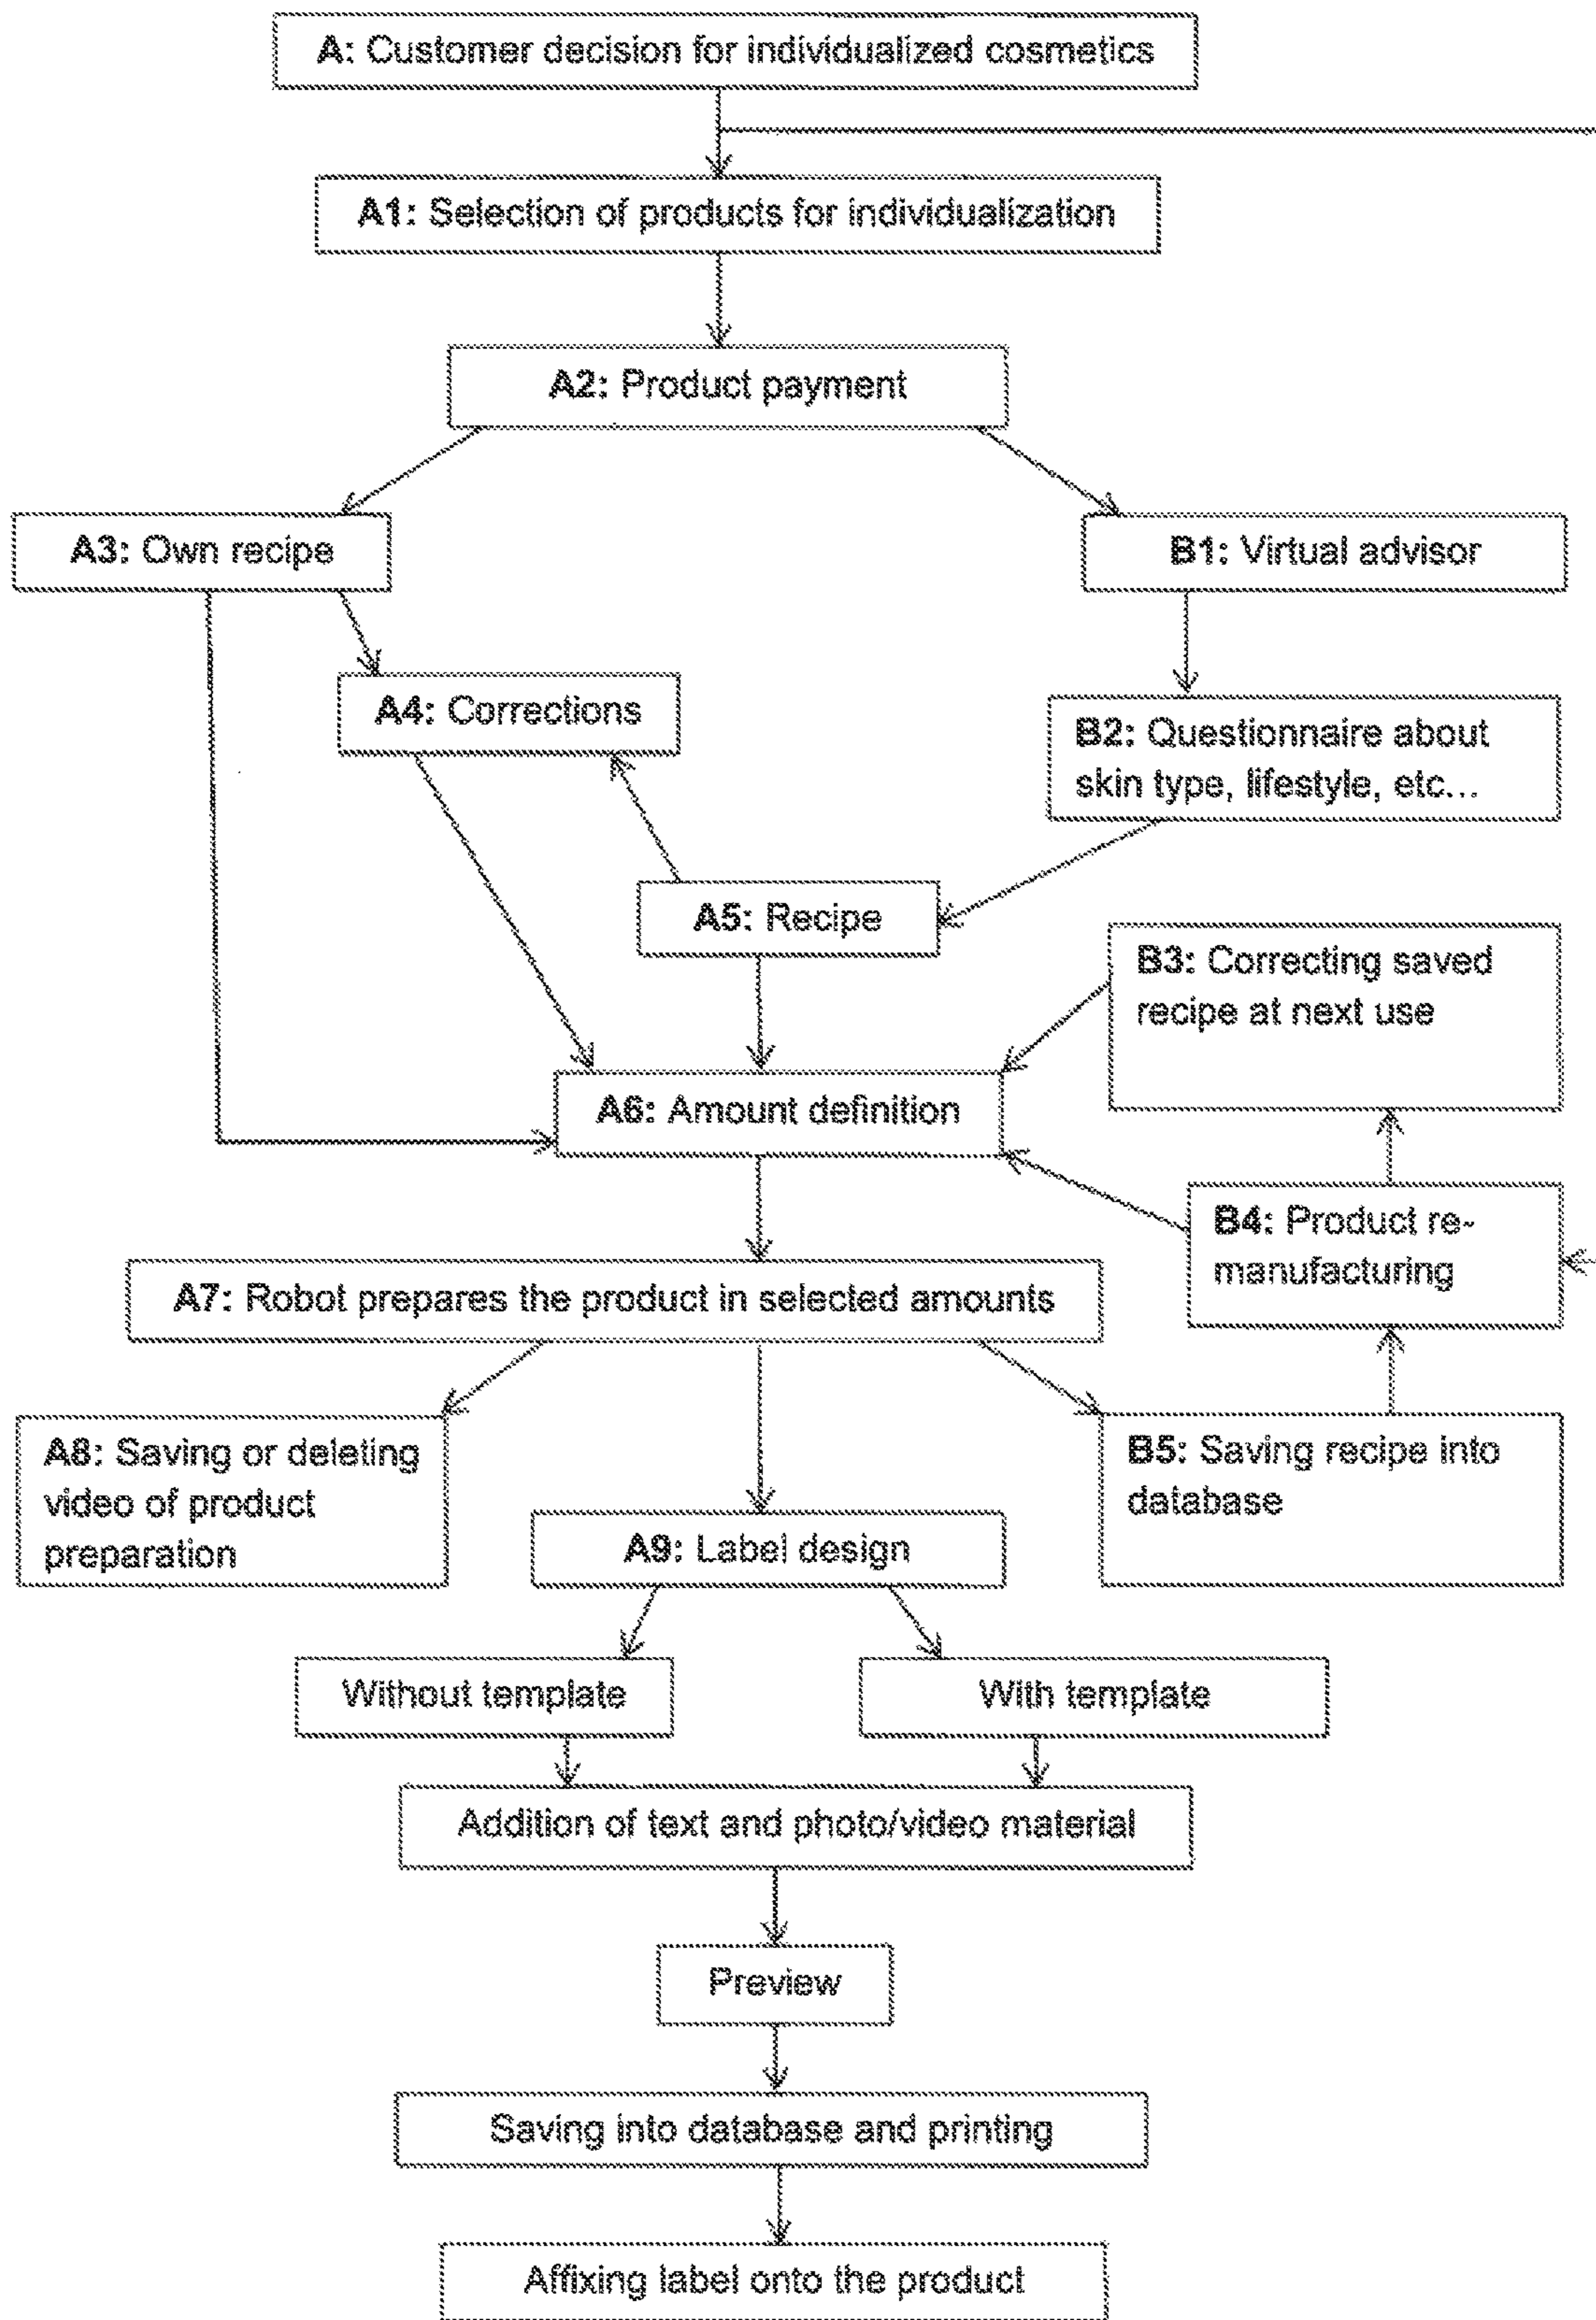 A: Customer decision for individualized cosmetics
A1: Selection of products for individualization
A2: Product payment
A3: Own recipe
B1: Virtual advisor
A4: Corrections
B2: Questionnaire about
skin type, lifestyle, etc...
A5: Recipe
B3: Correcting saved
recipe at next use
A6: Amount definition
B4: Product re-
manufacturing
A7: Robot prepares the product in selected amounts
A8: Saving or deleting
video of product
preparation
B5: Saving recipe into
database
A9: Label design
Without template
With template
Addition of text and photo/video material
Preview
Saving into database and printing
Affixing label onto the product